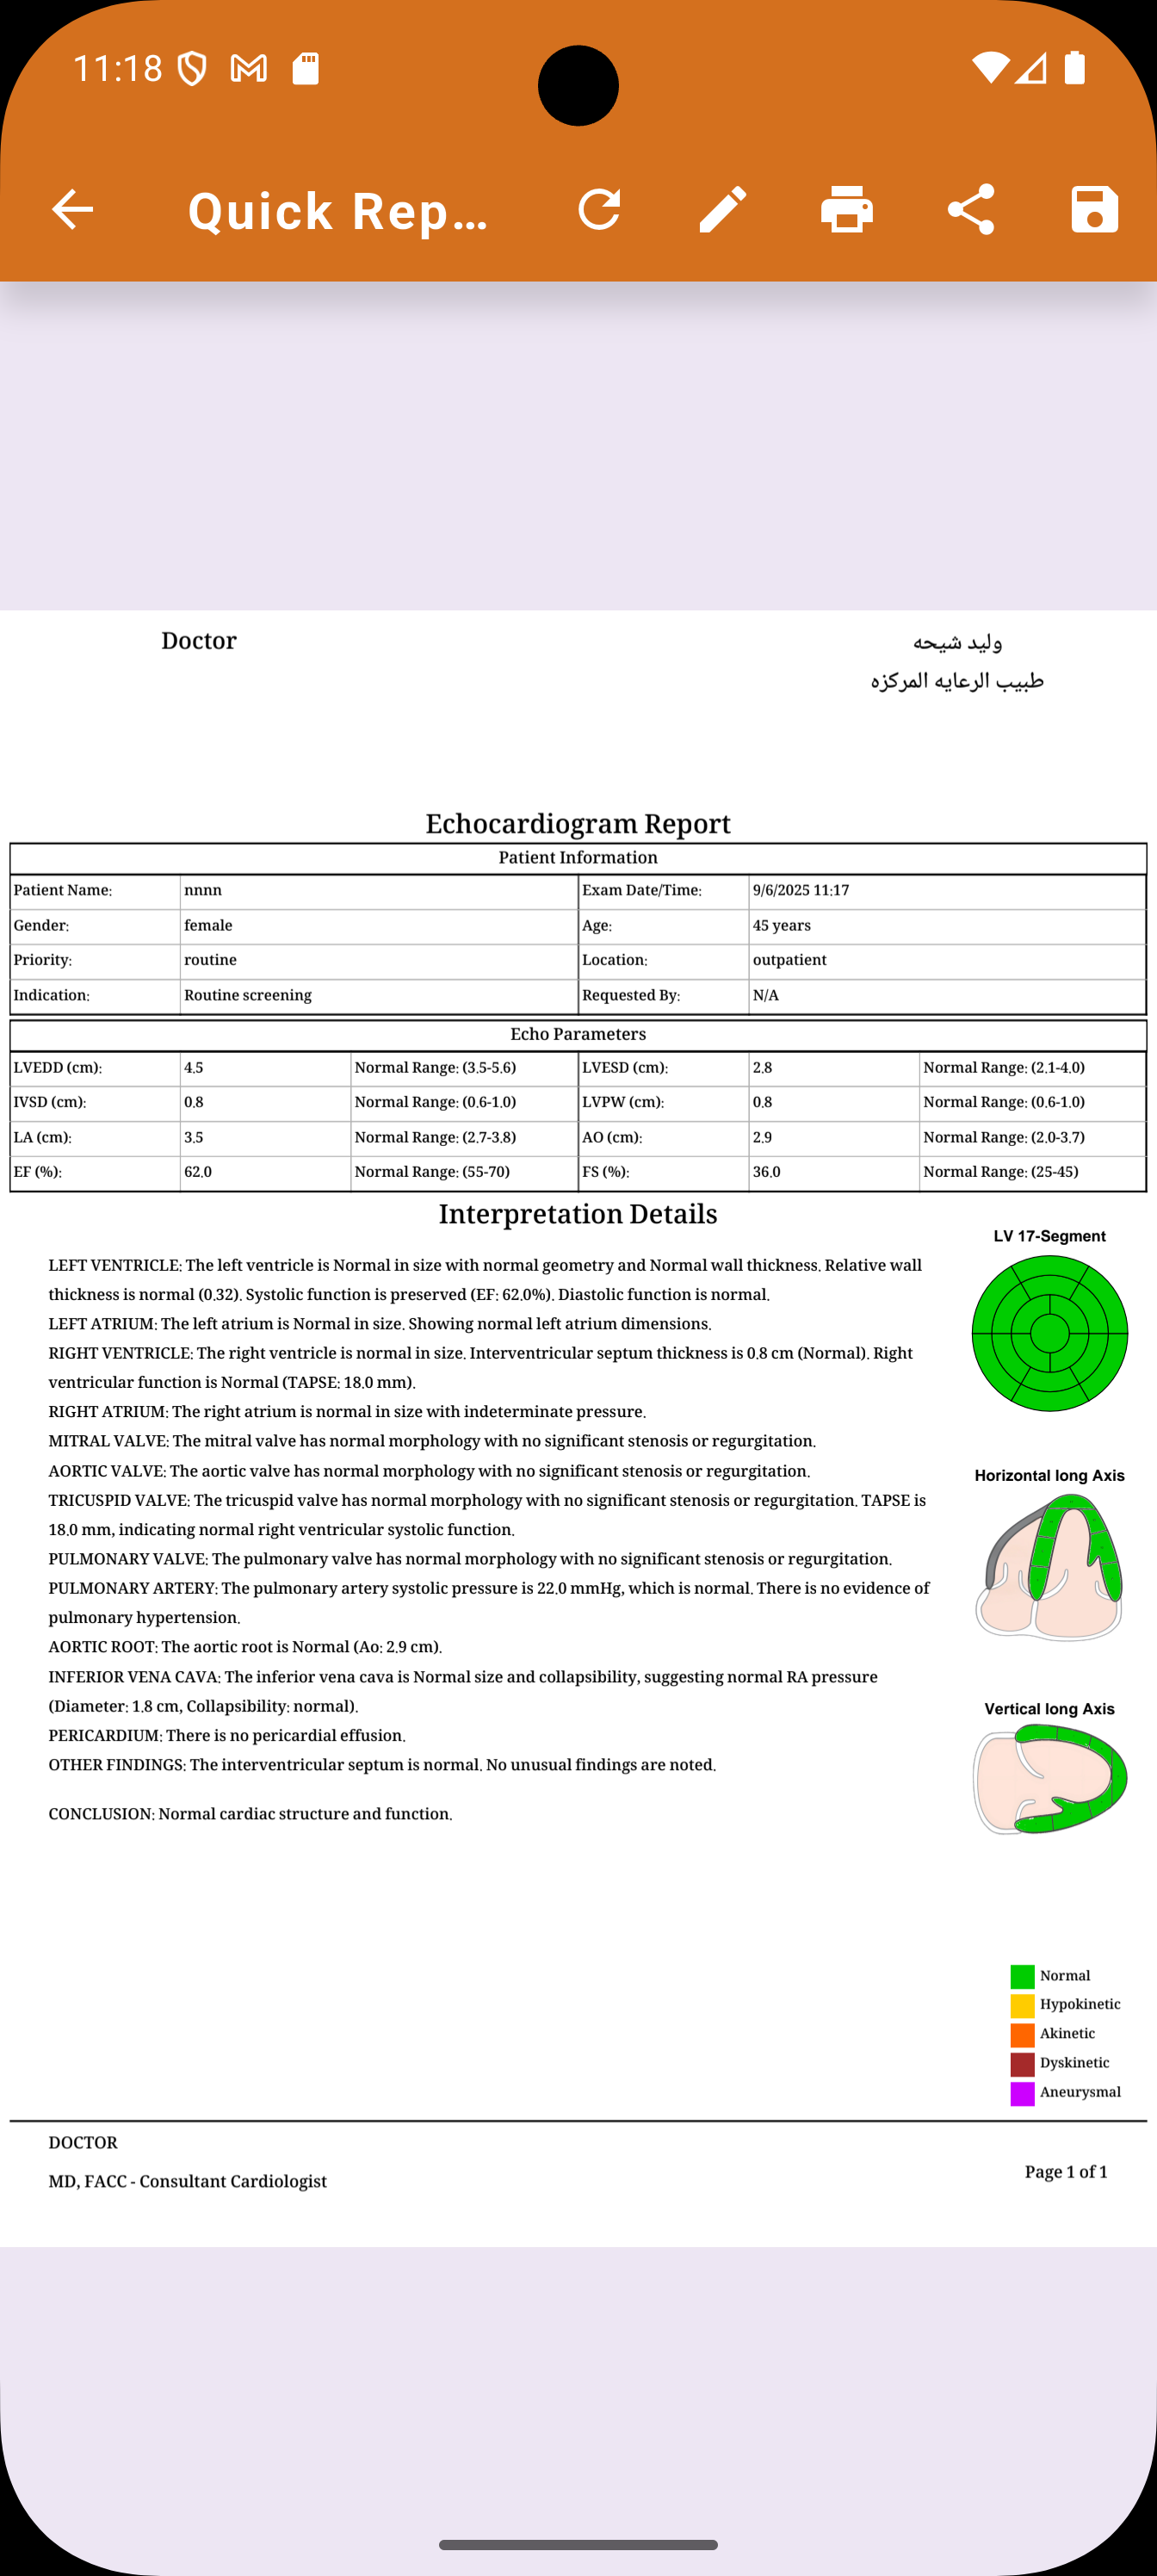 11:18
Quick Rep...
Doctor
وليد شيحه
طبيب الرعايه المركزه
Echocardiogram Report
Patient Information
Patient Name: nnnn Exam Date/Time: 9/6/2025 11:17
Gender: female Age: 45 years
Priority: routine Location: outpatient
Indication: Routine screening Requested By: N/A
Echo Parameters
LVEDD (cm): 4.5 Normal Range: (3.5-5.6) LVESD (cm): 2.8 Normal Range: (2.1-4.0)
IVSD (cm): 0.8 Normal Range: (0.6-1.0) LVPW (cm): 0.8 Normal Range: (0.6-1.0)
LA (cm): 3.5 Normal Range: (2.7-3.8) AO (cm): 2.9 Normal Range: (2.0-3.7)
EF (%): 62.0 Normal Range: (55-70) FS (%): 36.0 Normal Range: (25-45)
Interpretation Details
LEFT VENTRICLE: The left ventricle is Normal in size with normal geometry and Normal wall thickness. Relative wall
thickness is normal (0.32). Systolic function is preserved (EF: 62.0%). Diastolic function is normal.
LEFT ATRIUM: The left atrium is Normal in size. Showing normal left atrium dimensions.
RIGHT VENTRICLE: The right ventricle is normal in size. Interventricular septum thickness is 0.8 cm (Normal). Right
ventricular function is Normal (TAPSE: 18.0 mm).
RIGHT ATRIUM: The right atrium is normal in size with indeterminate pressure.
MITRAL VALVE: The mitral valve has normal morphology with no significant stenosis or regurgitation.
AORTIC VALVE: The aortic valve has normal morphology with no significant stenosis or regurgitation.
TRICUSPID VALVE: The tricuspid valve has normal morphology with no significant stenosis or regurgitation. TAPSE is
18.0 mm, indicating normal right ventricular systolic function.
PULMONARY VALVE: The pulmonary valve has normal morphology with no significant stenosis or regurgitation.
PULMONARY ARTERY: The pulmonary artery systolic pressure is 22.0 mmHg, which is normal. There is no evidence of
pulmonary hypertension.
AORTIC ROOT: The aortic root is Normal (Ao: 2.9 cm).
INFERIOR VENA CAVA: The inferior vena cava is Normal size and collapsibility, suggesting normal RA pressure
(Diameter: 1.8 cm, Collapsibility: normal).
PERICARDIUM: There is no pericardial effusion.
OTHER FINDINGS: The interventricular septum is normal. No unusual findings are noted.
CONCLUSION: Normal cardiac structure and function.
LV 17-Segment
Horizontal long Axis
Vertical long Axis
Normal
Hypokinetic
Akinetic
Dyskinetic
Aneurysmal
DOCTOR
MD, FACC - Consultant Cardiologist
Page 1 of 1